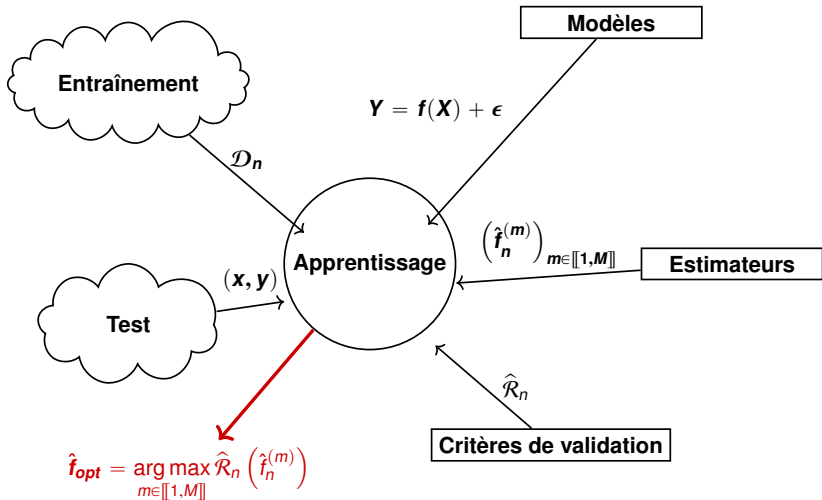 Modèles
Entraînement
Y = f(X) + ϵ
𝒟ₙ
(f̂ₙ⁽ᵐ⁾)ₘ∈⟦1,M⟧
Apprentissage
Estimateurs
(x, y)
Test
ℛ̂ₙ
Critères de validation
f̂ₒₚₜ = arg max ℛ̂ₙ (f̂ₙ⁽ᵐ⁾)
m∈⟦1,M⟧